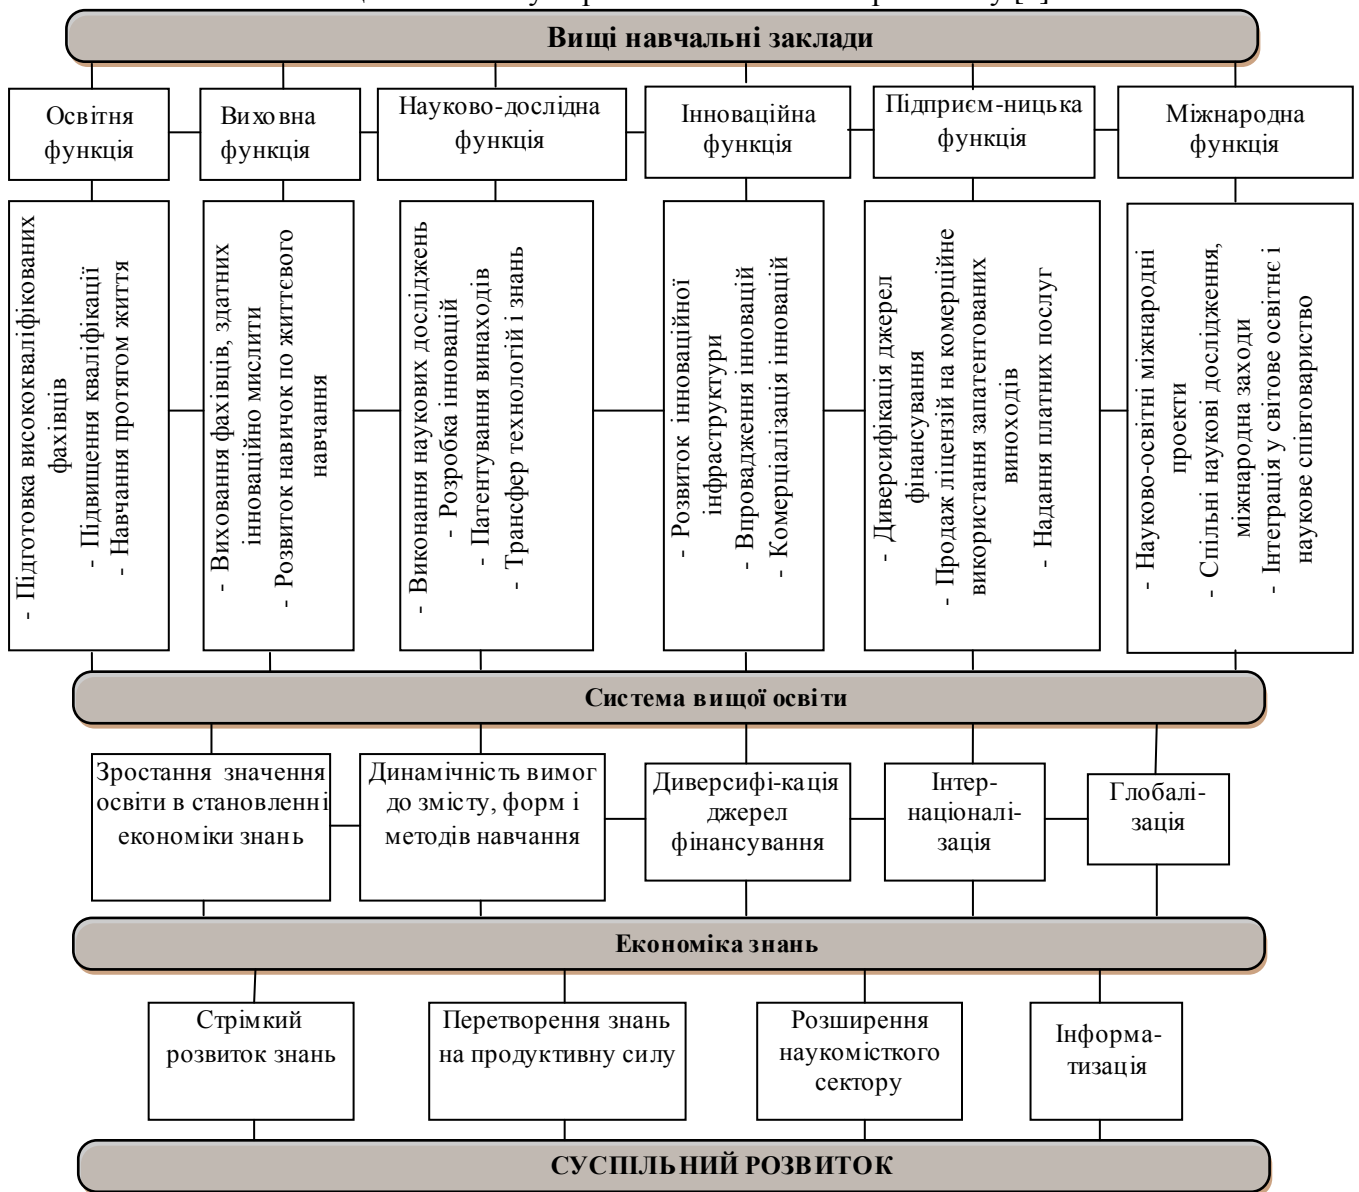 Вищі навчальні заклади
Освітня
функція
Виховна
функція
Науково-дослідна
функція
Інноваційна
функція
Підприєм-ницька
функція
Міжнародна
функція
- Підготовка висококваліфікованих
фахівців
- Підвищення кваліфікації
- Навчання протягом життя
- Виховання фахівців, здатних
інноваційно мислити
- Розвиток навичок по життєвого
навчання
- Виконання наукових досліджень
- Розробка інновацій
- Патентування винаходів
- Трансфер технологій і знань
- Розвиток інноваційної
інфраструктури
- Впровадження інновацій
- Комерціалізація інновацій
- Диверсифікація джерел
фінансування
- Продаж ліцензій на комерційне
використання запатентованих
виноходів
- Надання платних послуг
- Науково-освітні міжнародні
проекти
- Спільні наукові дослідження,
міжнародна заходи
- Інтеграція у світове освітнє і
наукове співтовариство
Система вищої освіти
Зростання значення
освіти в становленні
економіки знань
Динамічність вимог
до змісту, форм і
методів навчання
Диверсифі-кація
джерел
фінансування
Інтер-
націоналі-
зація
Глобалі-
зація
Економіка знань
Стрімкий
розвиток знань
Перетворення знань
на продуктивну силу
Розширення
наукомісткого
сектору
Інформа-
тизація
СУСПІЛЬНИЙ РОЗВИТОК